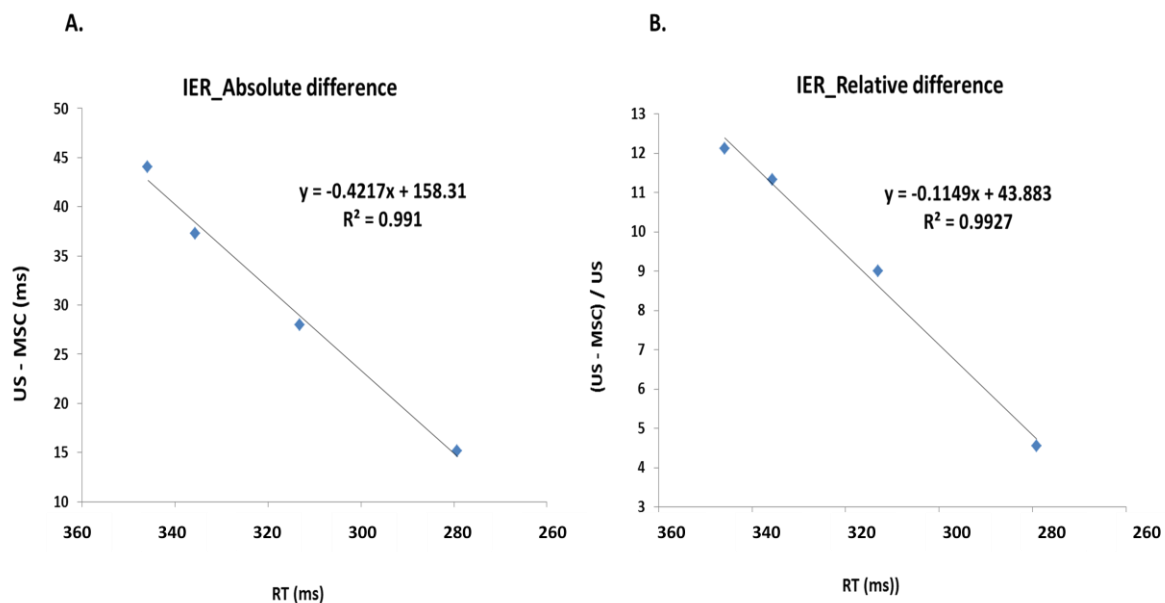 A.
IER_Absolute difference
50
45
40
35
30
25
20
15
10
US - MSC (ms)
y = -0.4217x + 158.31
R² = 0.991
360 340 320 300 280 260
RT (ms)
B.
IER_Relative difference
13
12
11
10
9
8
7
6
5
4
3
(US - MSC) / US
y = -0.1149x + 43.883
R² = 0.9927
360 340 320 300 280 260
RT (ms))